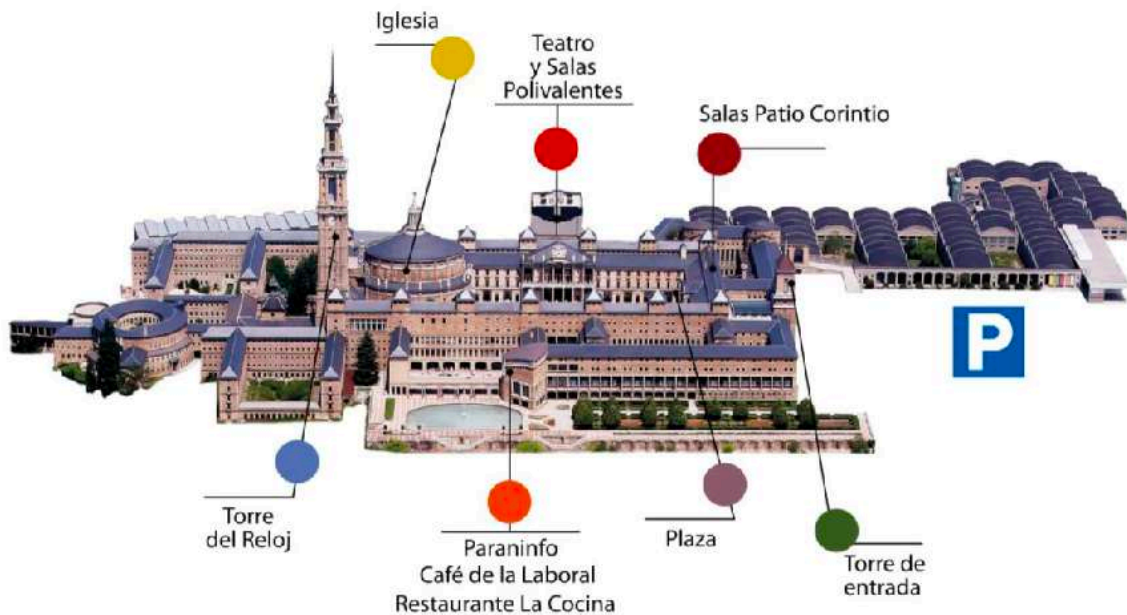 Iglesia
Teatro
y Salas
Polivalentes
Salas Patio Corintio
P
Torre
del Reloj
Paraninfo
Café de la Laboral
Restaurante La Cocina
Plaza
Torre de
entrada